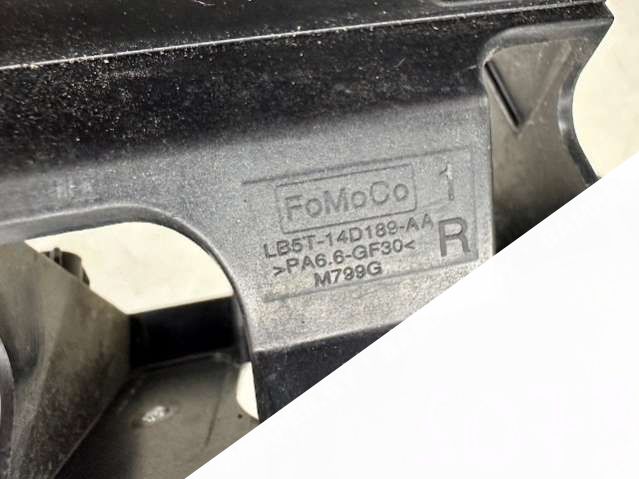 FoMoCo 1
LB5T-14D189-AA R
>PA6.6-GF30<
M799G